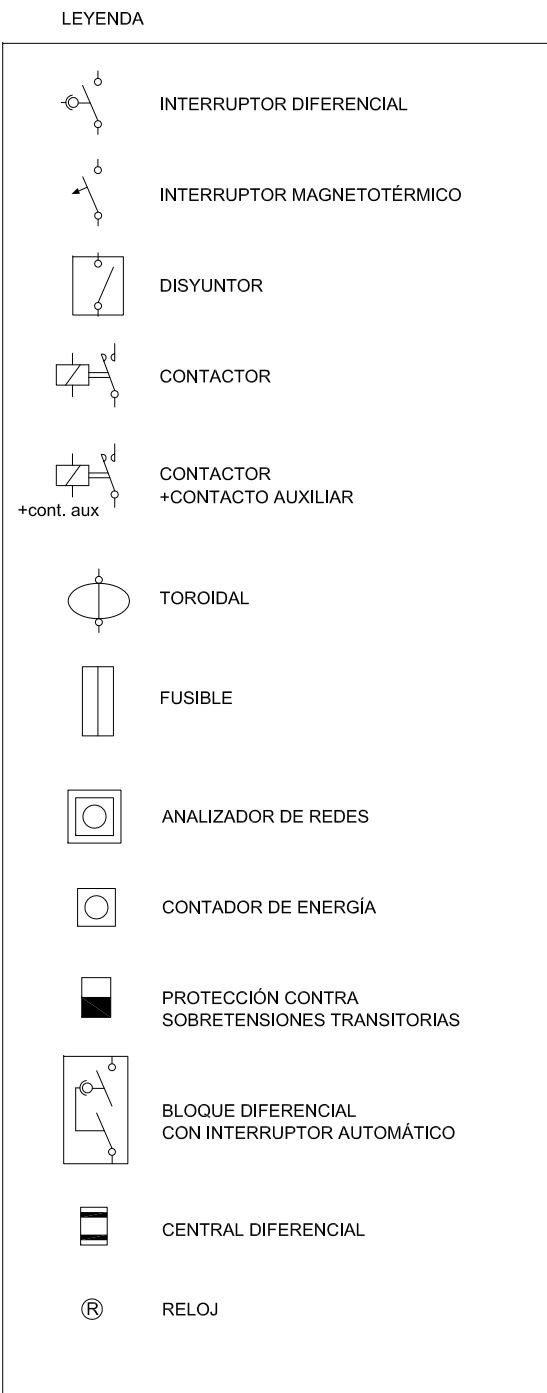 LEYENDA
INTERRUPTOR DIFERENCIAL
INTERRUPTOR MAGNETOTÉRMICO
DISYUNTOR
CONTACTOR
CONTACTOR
+CONTACTO AUXILIAR
+cont. aux
TOROIDAL
FUSIBLE
ANALIZADOR DE REDES
CONTADOR DE ENERGÍA
PROTECCIÓN CONTRA
SOBRETENSIONES TRANSITORIAS
BLOQUE DIFERENCIAL
CON INTERRUPTOR AUTOMÁTICO
CENTRAL DIFERENCIAL
R RELOJ